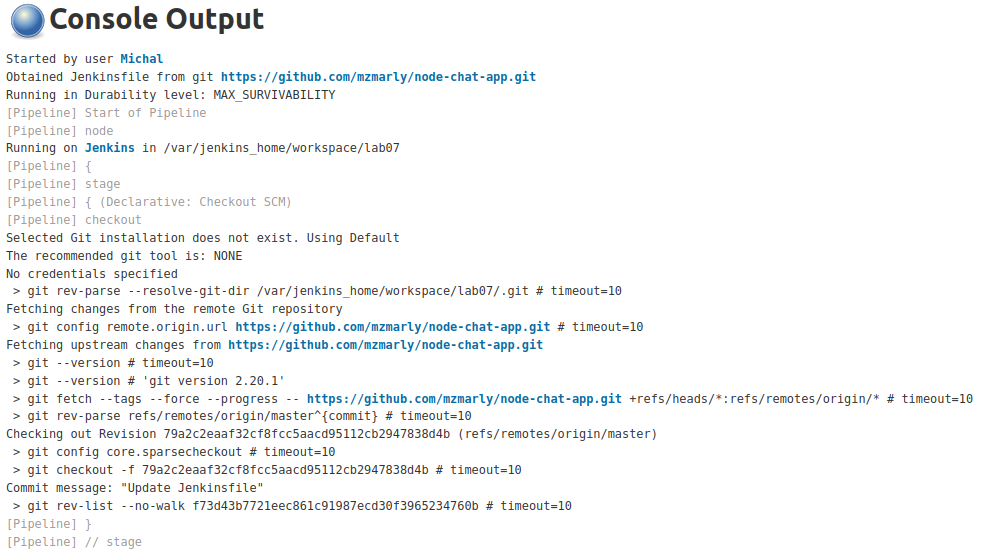 Console Output
Started by user Michal
Obtained Jenkinsfile from git https://github.com/mzmarly/node-chat-app.git
Running in Durability level: MAX_SURVIVABILITY
[Pipeline] Start of Pipeline
[Pipeline] node
Running on Jenkins in /var/jenkins_home/workspace/lab07
[Pipeline] {
[Pipeline] stage
[Pipeline] { (Declarative: Checkout SCM)
[Pipeline] checkout
Selected Git installation does not exist. Using Default
The recommended git tool is: NONE
No credentials specified
 > git rev-parse --resolve-git-dir /var/jenkins_home/workspace/lab07/.git # timeout=10
Fetching changes from the remote Git repository
 > git config remote.origin.url https://github.com/mzmarly/node-chat-app.git # timeout=10
Fetching upstream changes from https://github.com/mzmarly/node-chat-app.git
 > git --version # timeout=10
 > git --version # 'git version 2.20.1'
 > git fetch --tags --force --progress -- https://github.com/mzmarly/node-chat-app.git +refs/heads/*:refs/remotes/origin/* # timeout=10
 > git rev-parse refs/remotes/origin/master^{commit} # timeout=10
Checking out Revision 79a2c2eaaf32cf8fcc5aacd95112cb2947838d4b (refs/remotes/origin/master)
 > git config core.sparsecheckout # timeout=10
 > git checkout -f 79a2c2eaaf32cf8fcc5aacd95112cb2947838d4b # timeout=10
Commit message: "Update Jenkinsfile"
 > git rev-list --no-walk f73d43b7721eec861c91987ecd30f3965234760b # timeout=10
[Pipeline] }
[Pipeline] // stage